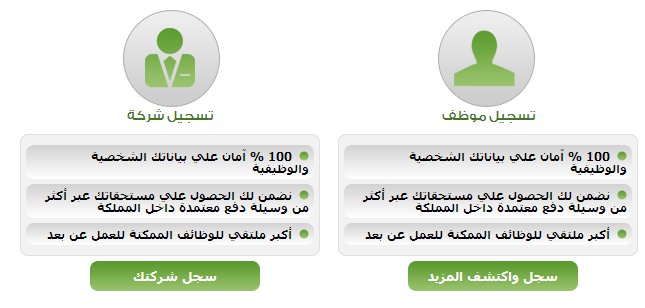 تسجيل موظف
100 % آمان علي بياناتك الشخصية
والوظيفية
نضمن لك الحصول علي مستحقاتك عبر أكثر
من وسيلة دفع معتمدة داخل المملكة
أكبر ملتقي للوظائف الممكنة للعمل عن بعد
سجل واكتشف المزيد
تسجيل شركة
100 % آمان علي بياناتك الشخصية
والوظيفية
نضمن لك الحصول علي مستحقاتك عبر أكثر
من وسيلة دفع معتمدة داخل المملكة
أكبر ملتقي للوظائف الممكنة للعمل عن بعد
سجل شركتك